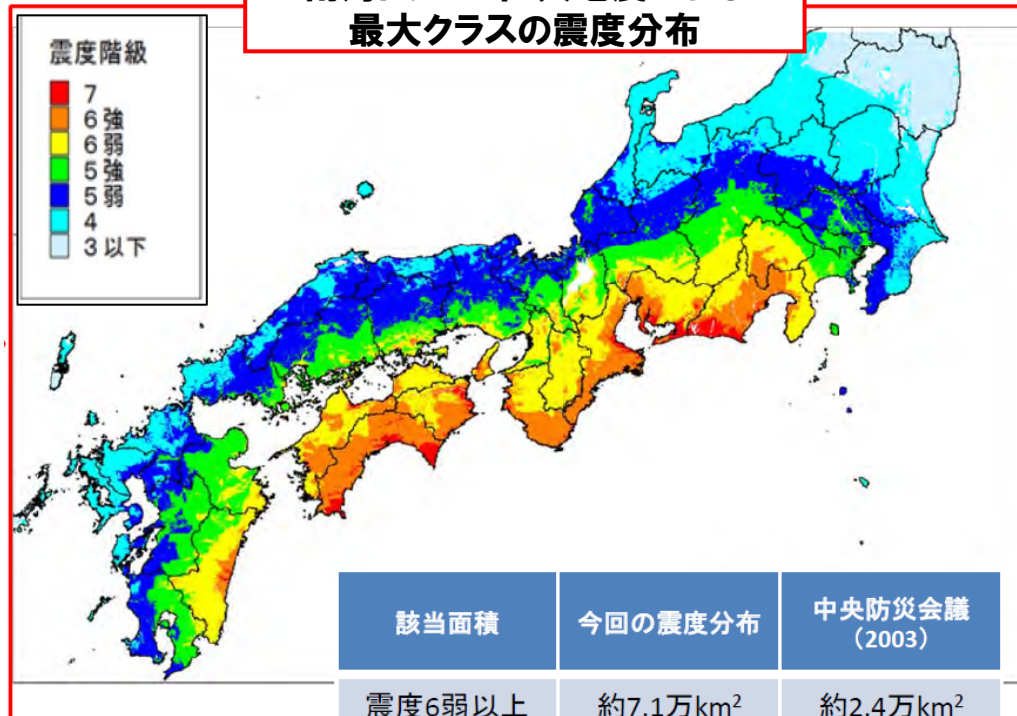 最大クラスの震度分布
震度階級
7
6強
6弱
5強
5弱
4
3以下
該当面積 今回の震度分布 中央防災会議
（2003）
震度6弱以上 約7.1万km² 約2.4万km²